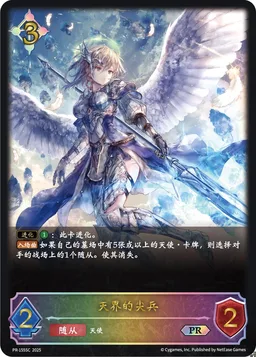 3
进化 1 ：此卡进化。
入场曲 如果自己的墓场中有5张或以上的天使·卡牌，则选择对
手的战场上的1个随从。使其消失。
天界的尖兵
2
随从 天使
PR
2
PR-155SC 2025
© Cygames, Inc. Published by NetEase Games